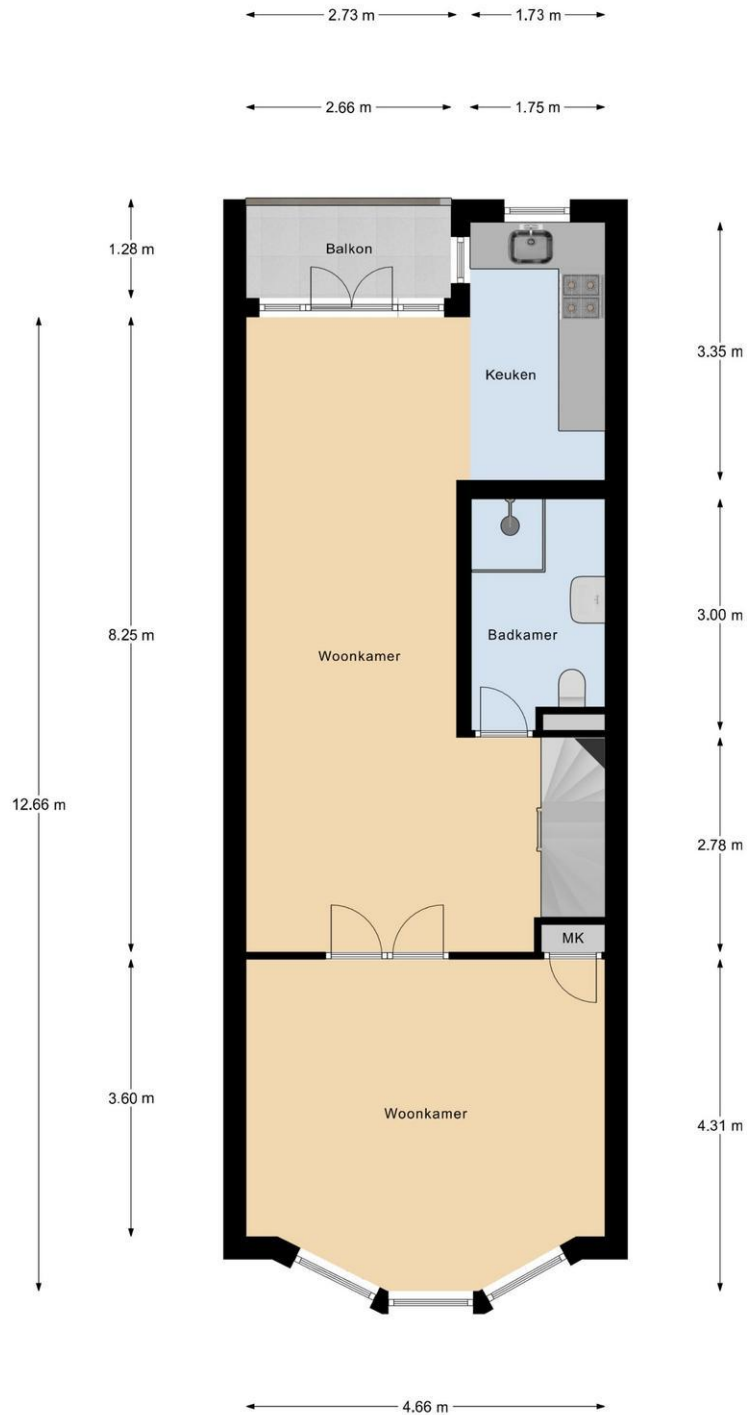 2.73 m
1.73 m
2.66 m
1.75 m
1.28 m
Balkon
3.35 m
Keuken
3.00 m
8.25 m
Badkamer
Woonkamer
12.66 m
2.78 m
MK
3.60 m
Woonkamer
4.31 m
4.66 m